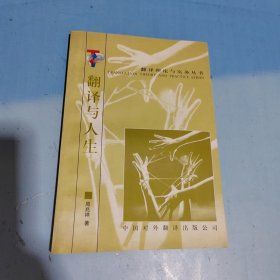 翻译理论与实务丛书
TRANSLATION THEORY AND PRACTICE SERIES
翻译与人生
周兆祥 著
中国对外翻译出版公司